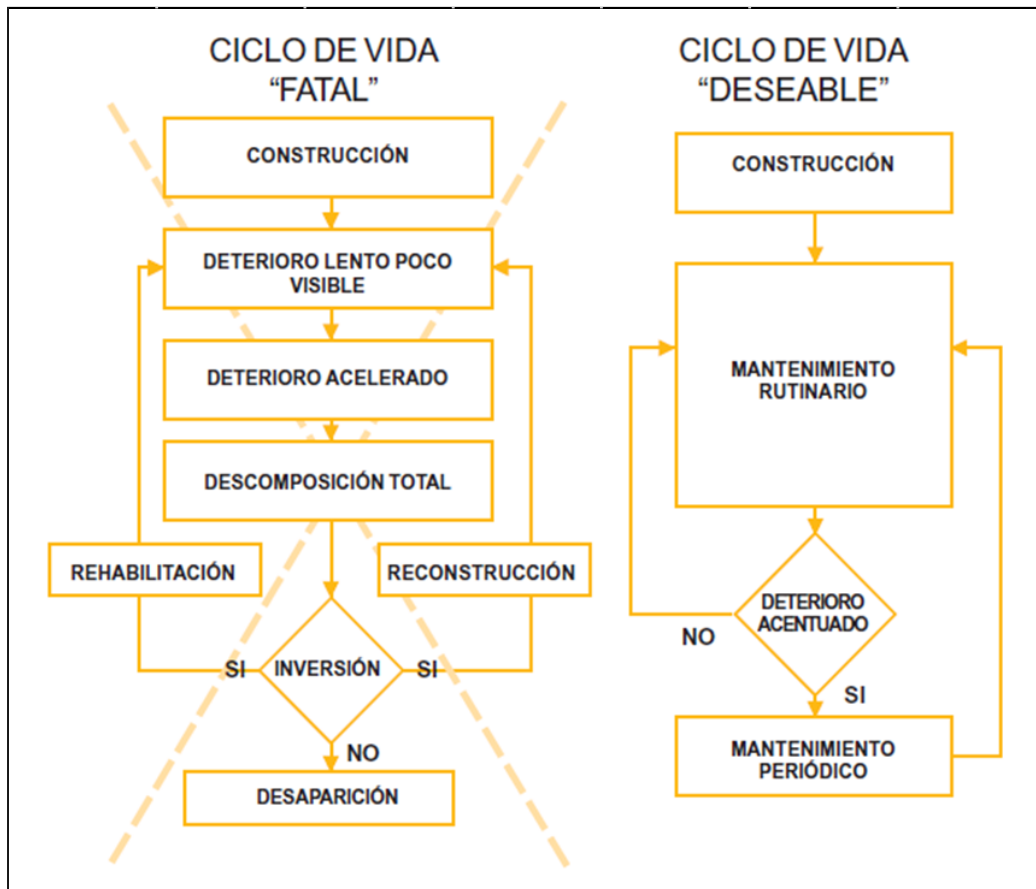 CICLO DE VIDA
“FATAL”
CONSTRUCCIÓN
DETERIORO LENTO POCO
VISIBLE
DETERIORO ACELERADO
DESCOMPOSICIÓN TOTAL
REHABILITACIÓN
RECONSTRUCCIÓN
SI
INVERSIÓN
SI
NO
DESAPARICIÓN
CICLO DE VIDA
“DESEABLE”
CONSTRUCCIÓN
MANTENIMIENTO
RUTINARIO
DETERIORO
ACENTUADO
NO
SI
MANTENIMIENTO
PERIÓDICO